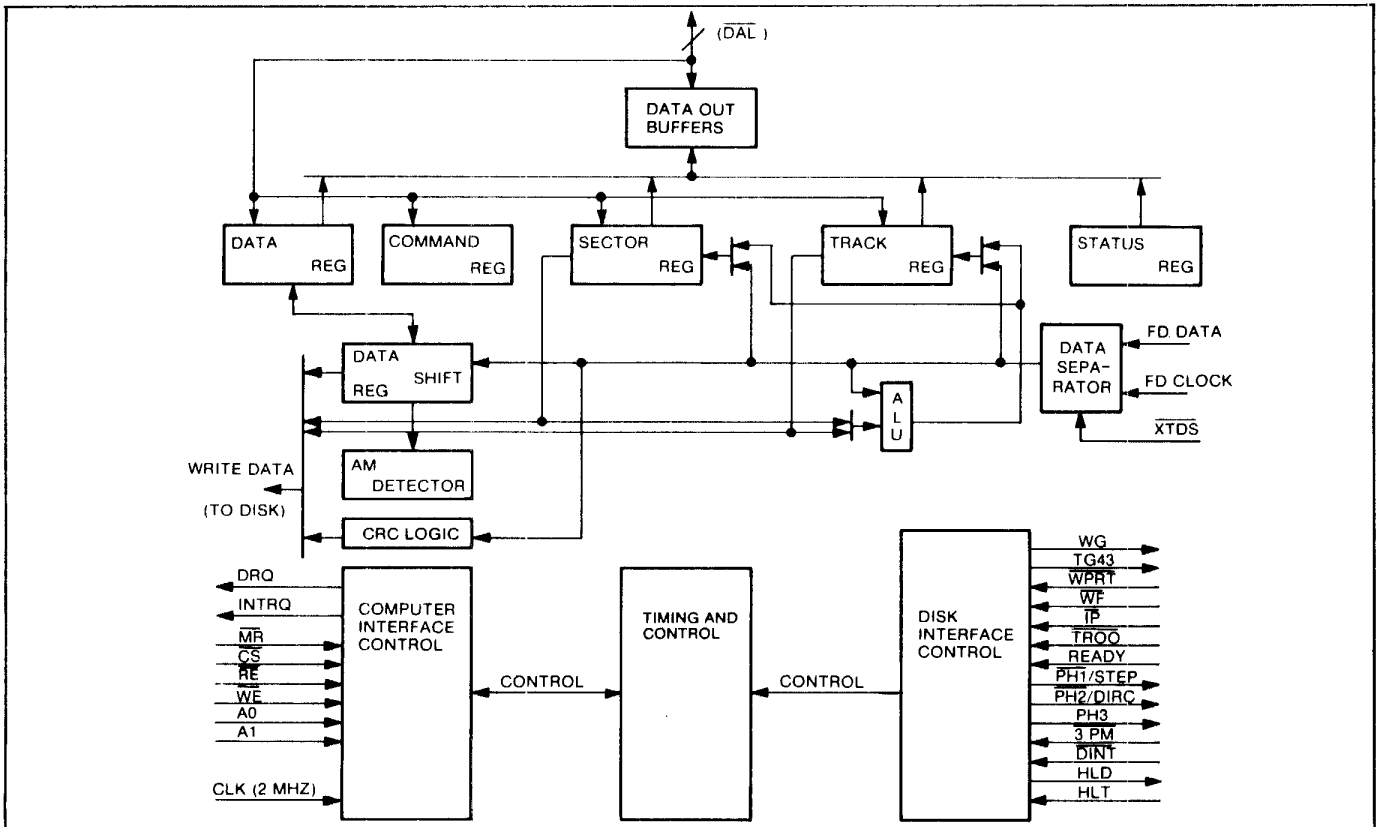 (DAL)
DATA OUT
BUFFERS
DATA
REG
COMMAND
REG
SECTOR
REG
TRACK
REG
STATUS
REG
DATA
SHIFT
REG
ALU
DATA
SEPA-
RATOR
FD DATA
FD CLOCK
XTDS
AM
DETECTOR
WRITE DATA
(TO DISK)
CRC LOGIC
DRQ
INTRQ
MR
CS
RE
WE
A0
A1
CLK (2 MHZ)
COMPUTER
INTERFACE
CONTROL
CONTROL
TIMING AND
CONTROL
CONTROL
DISK
INTERFACE
CONTROL
WG
TG43
WPRT
WF
IP
TROO
READY
PH1/STEP
PH2/DIRC
PH3
3 PM
DINT
HLD
HLT